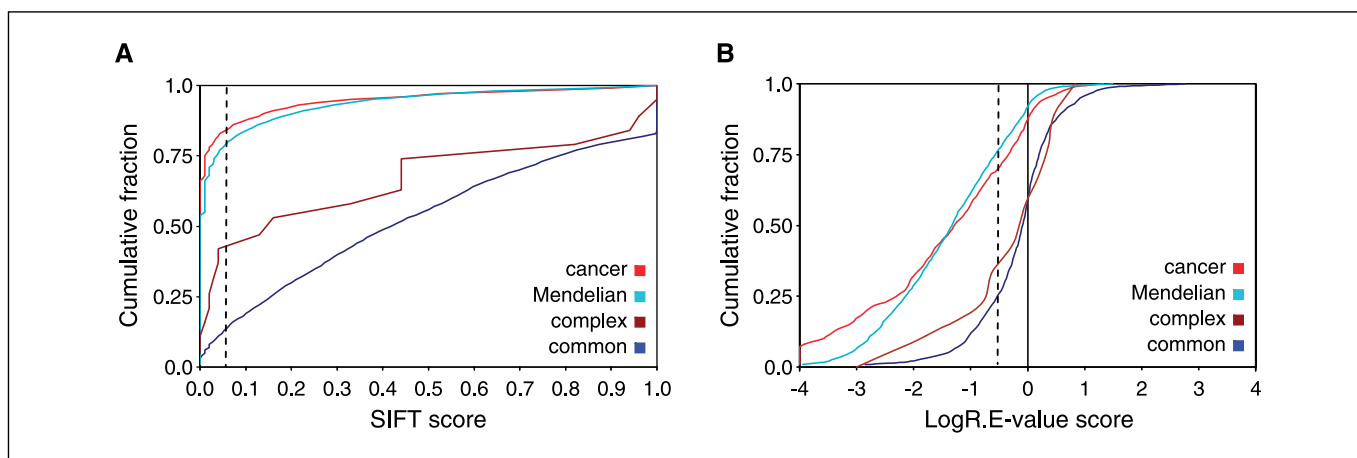 A
Cumulative fraction
1.0
0.75
0.50
0.25
0.0
cancer
Mendelian
complex
common
0.0 0.1 0.2 0.3 0.4 0.5 0.6 0.7 0.8 0.9 1.0
SIFT score
B
Cumulative fraction
1.0
0.75
0.50
0.25
0.0
cancer
Mendelian
complex
common
-4 -3 -2 -1 0 1 2 3 4
LogR.E-value score